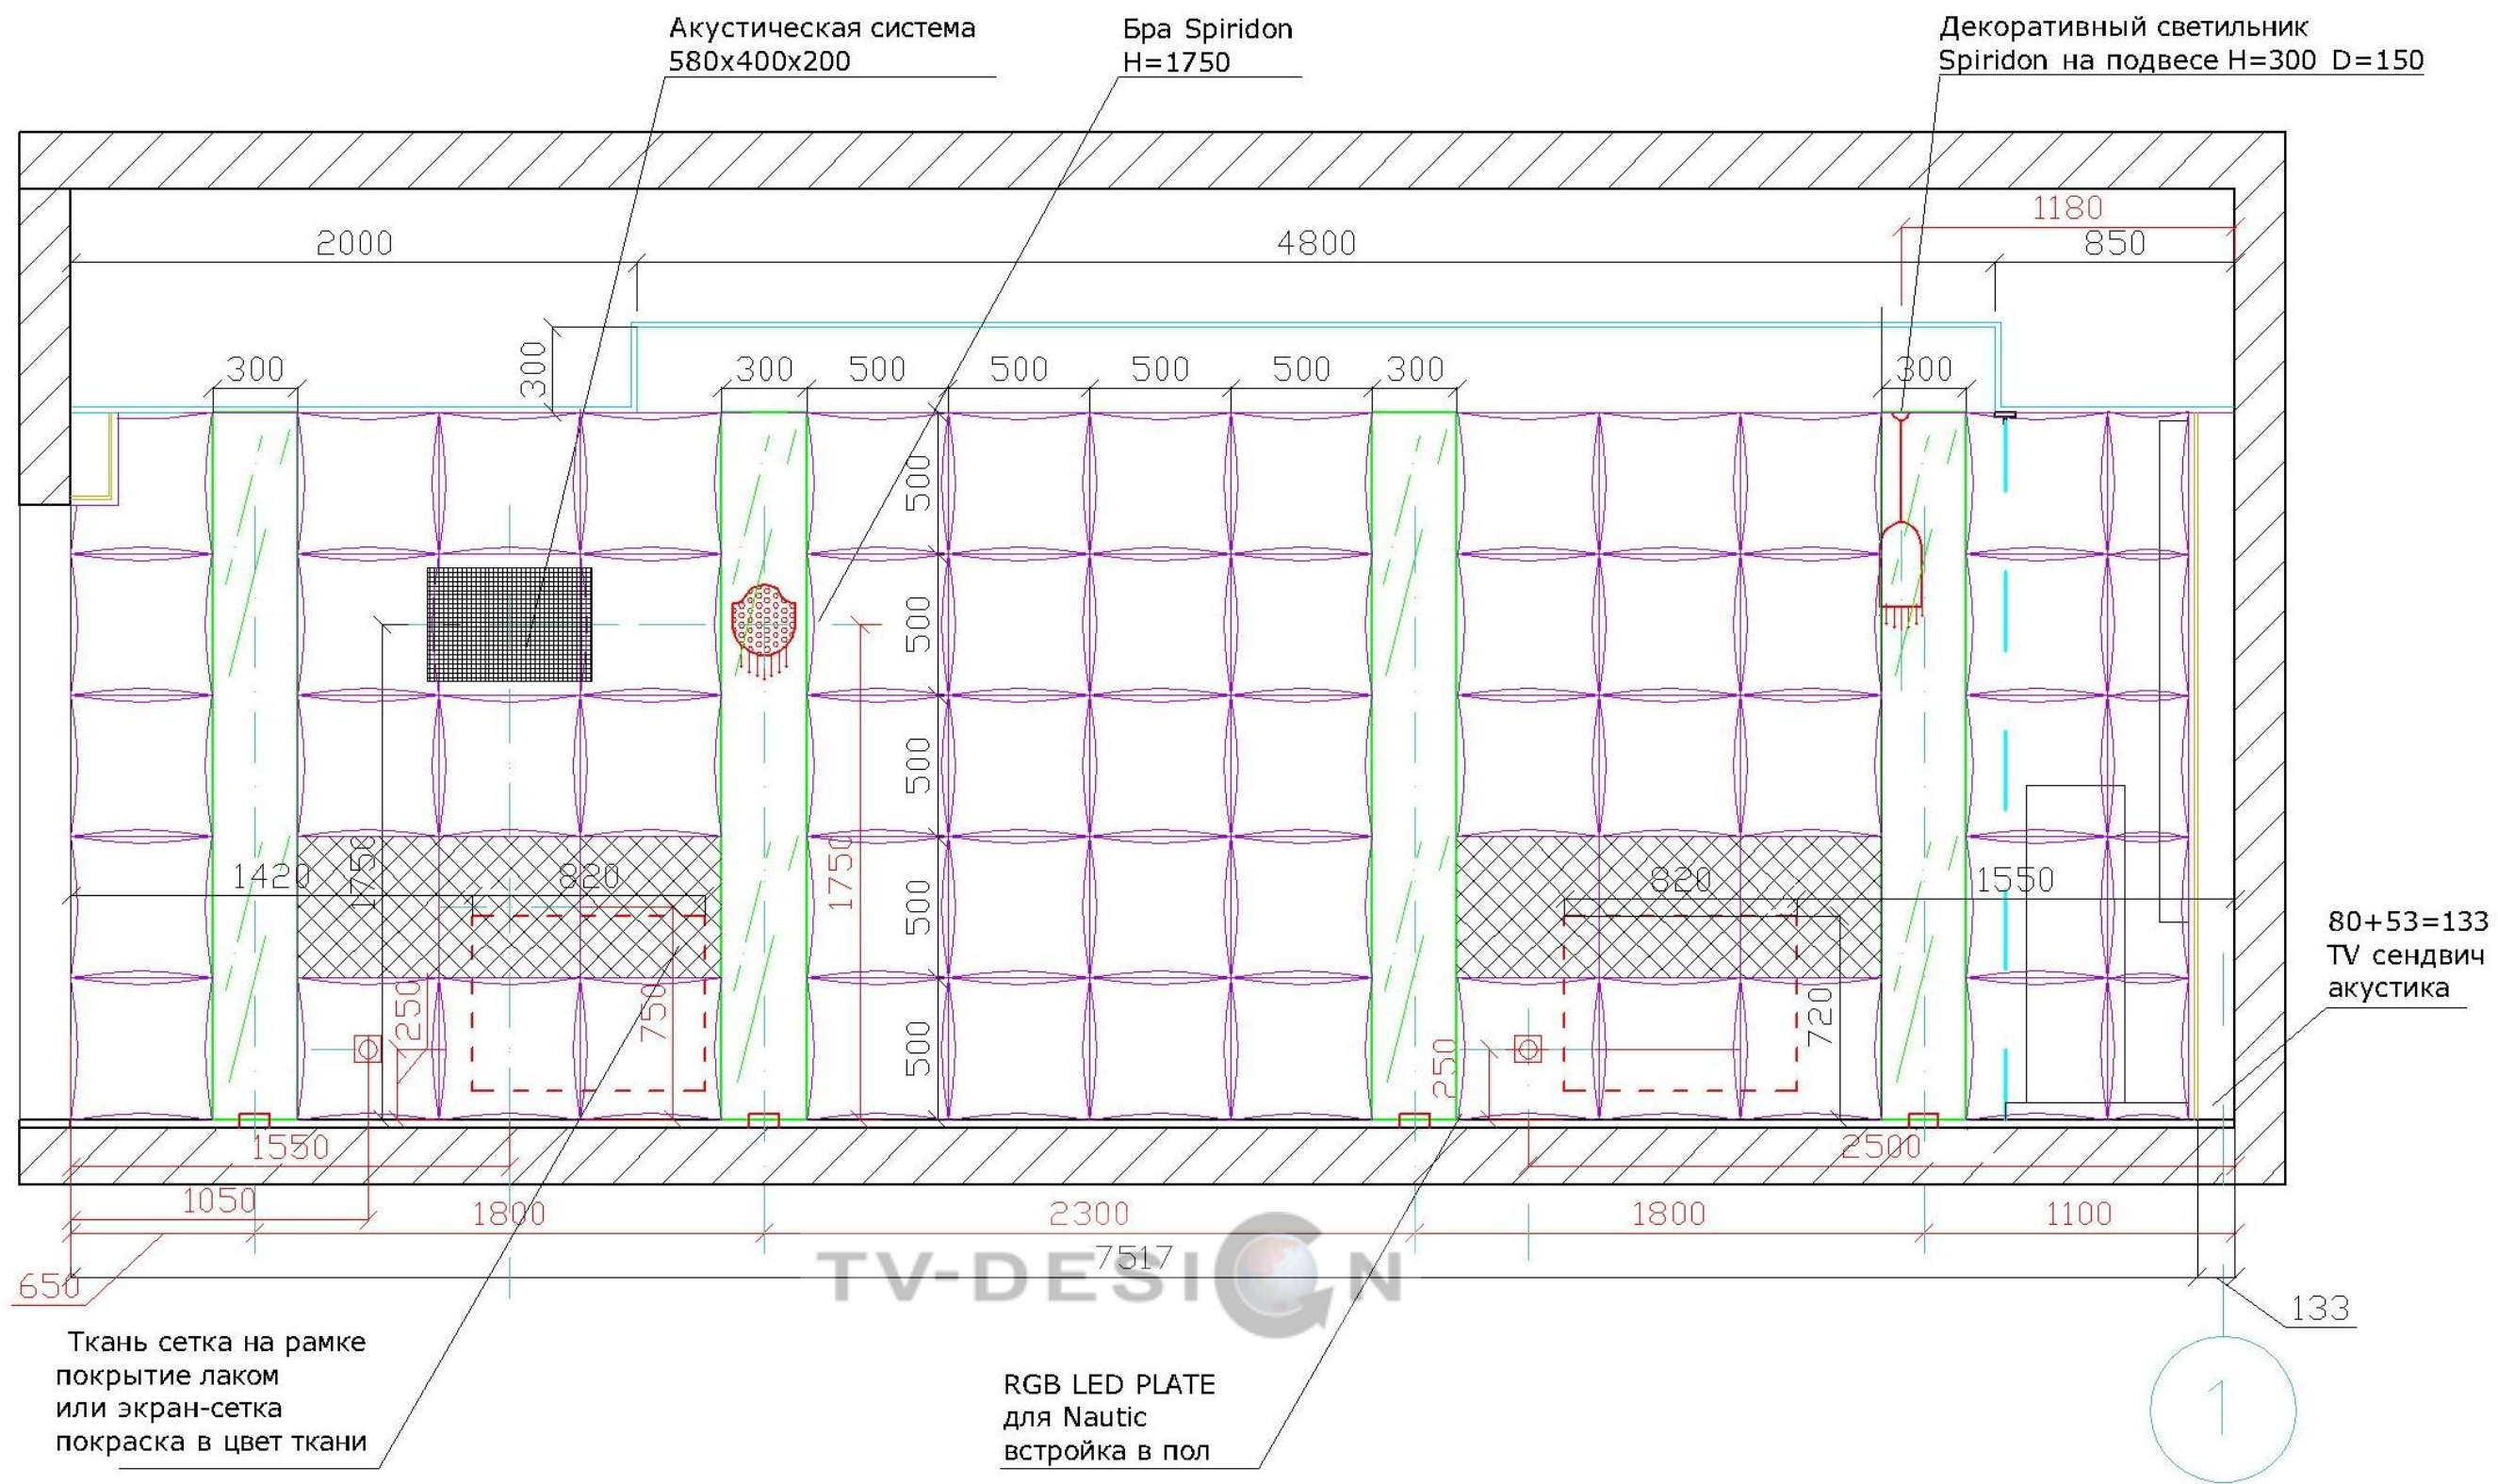 Акустическая система
580x400x200
Бра Spiridon
H=1750
Декоративный светильник
Spiridon на подвесе H=300 D=150
1180
2000
4800
850
300
300
300
500
500
500
500
300
300
500
500
500
500
500
1750
1420
820
1750
820
1550
250
750
250
720
80+53=133
TV сендвич
акустика
1550
2500
1050
1800
2300
1800
1100
7517
TV-DESIGN
650
133
Ткань сетка на рамке
покрытие лаком
или экран-сетка
покраска в цвет ткани
RGB LED PLATE
для Nautic
встройка в пол
1